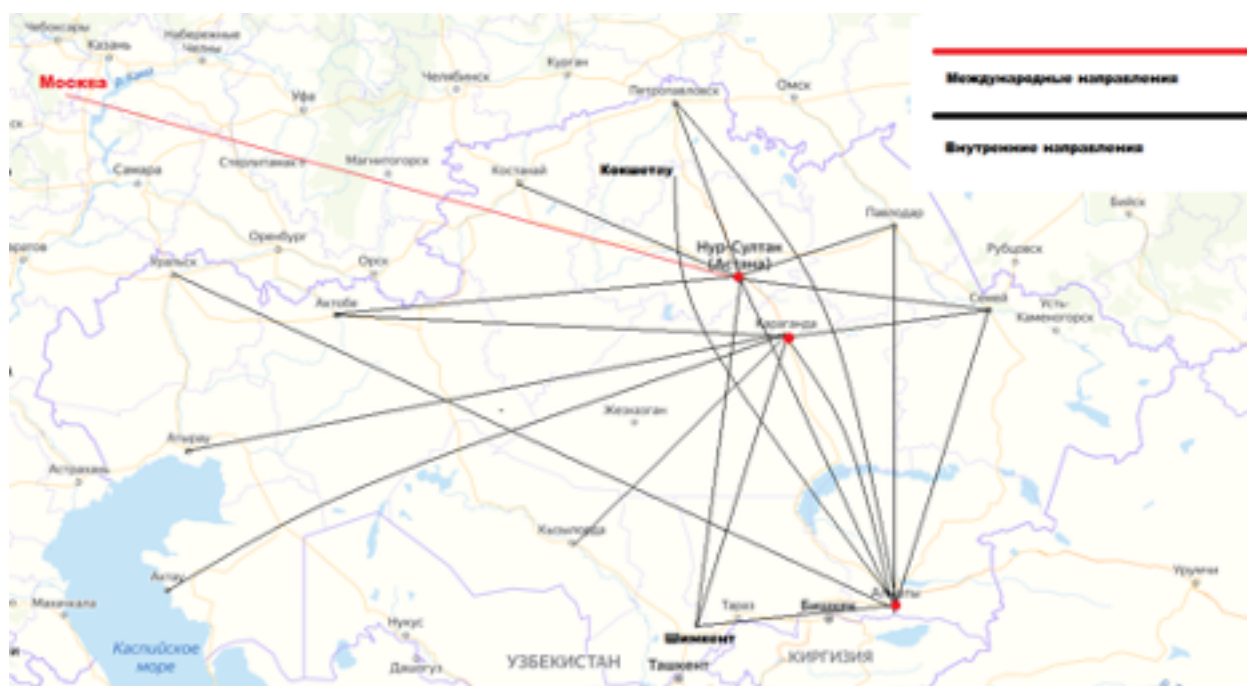 Чебоксары
Казань
Набережные
Челны
Москва
р. Кама
Уфа
Челябинск
Курган
Петропавловск
Омск
Международные направления
Внутренние направления
Самара
Стерлитамак
Магнитогорск
Костанай
Кокшетау
Павлодар
Бийск
Рубцовск
Оренбург
Орск
Уральск
Нур-Султан
(Астана)
Актобе
Караганда
Семей
Усть-
Каменогорск
Жезказган
Атырау
Астрахань
Кызылорда
Актау
Махачкала
Каспийское
море
Нукус
Дашогуз
УЗБЕКИСТАН
Шимкент
Ташкент
Тараз
Бишкек
Алматы
КИРГИЗИЯ
Урумчи